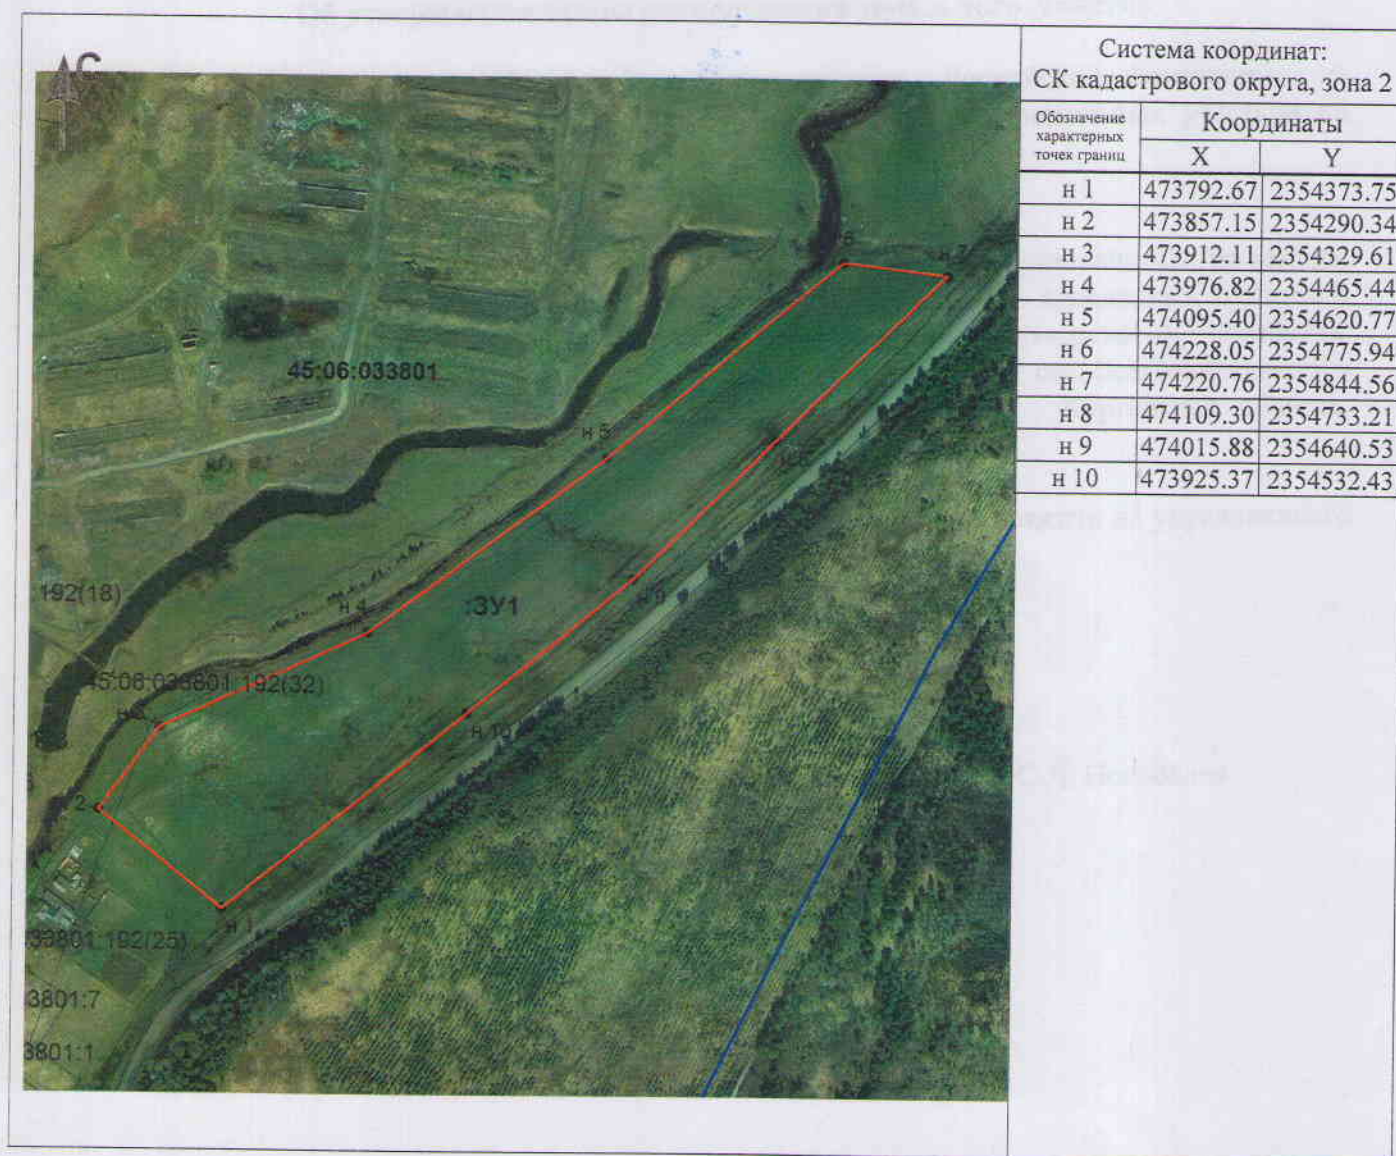 С
Система координат:
СК кадастрового округа, зона 2
Обозначение
характерных
точек границ
Координаты
X Y
н 1 473792.67 2354373.75
н 2 473857.15 2354290.34
н 3 473912.11 2354329.61
н 4 473976.82 2354465.44
н 5 474095.40 2354620.77
н 6 474228.05 2354775.94
н 7 474220.76 2354844.56
н 8 474109.30 2354733.21
н 9 474015.88 2354640.53
н 10 473925.37 2354532.43
6
н 7
45:06:033801
н 5
:192(18)
н 4
:ЗУ1
н 9
45:06:033801:192(32)
н 10
2
н 1
33801:192(25)
3801:7
3801:1